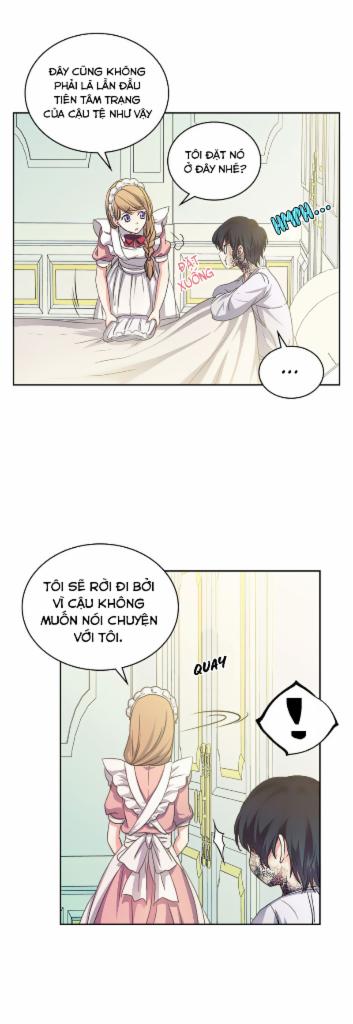 ĐÂY CŨNG KHÔNG
PHẢI LÀ LẦN ĐẦU
TIÊN TÂM TRẠNG
CỦA CẬU TỆ NHƯ VẬY
TÔI ĐẶT NÓ
Ở ĐÂY NHÉ?
HMPH...
ĐẶT
XUỐNG
...
TÔI SẼ RỜI ĐI BỞI
VÌ CẬU KHÔNG
MUỐN NÓI CHUYỆN
VỚI TÔI.
QUAY
!